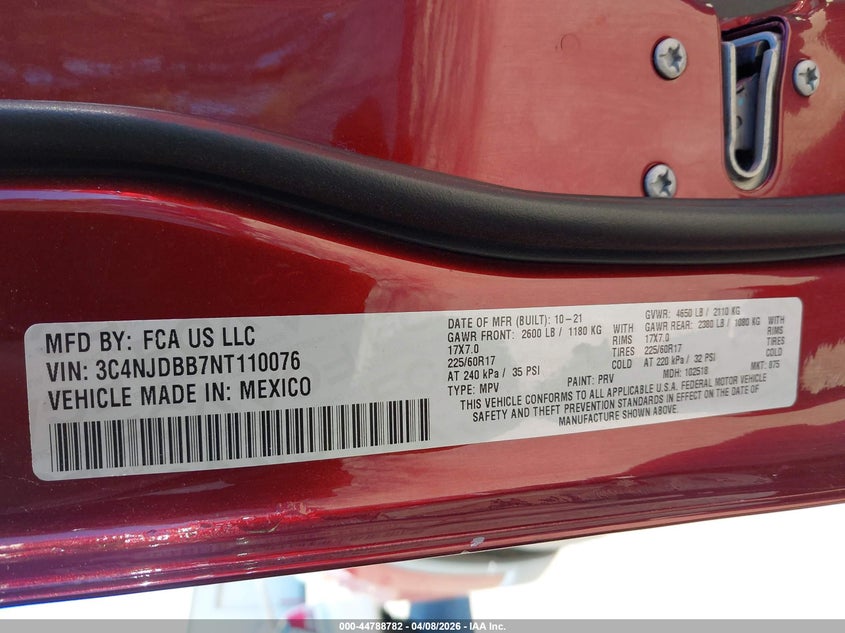 MFD BY: FCA US LLC
VIN: 3C4NJDBB7NT110076
VEHICLE MADE IN: MEXICO
DATE OF MFR (BUILT): 10-21
GAWR FRONT: 2600 LB / 1180 KG WITH
17X7.0 RIMS
225/60R17 TIRES
AT 240 kPa / 35 PSI COLD
TYPE: MPV
GVWR: 4650 LB / 2110 KG
GAWR REAR: 2380 LB / 1080 KG WITH
17X7.0 RIMS
225/60R17 TIRES
AT 220 kPa / 32 PSI COLD
PAINT: PRV MDH: 102518 MKT: 875
THIS VEHICLE CONFORMS TO ALL APPLICABLE U.S.A. FEDERAL MOTOR VEHICLE
SAFETY AND THEFT PREVENTION STANDARDS IN EFFECT ON THE DATE OF
MANUFACTURE SHOWN ABOVE.
000-44788782 - 04/08/2026 - IAA Inc.